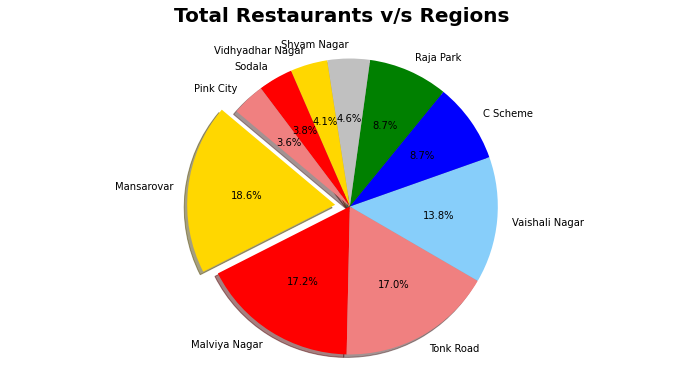 Total Restaurants v/s Regions
Shyam Nagar
Vidhyadhar Nagar
Sodala
Pink City
Raja Park
C Scheme
Mansarovar
Vaishali Nagar
Malviya Nagar
Tonk Road
4.6%
4.1%
3.8%
3.6%
8.7%
8.7%
18.6%
13.8%
17.2%
17.0%